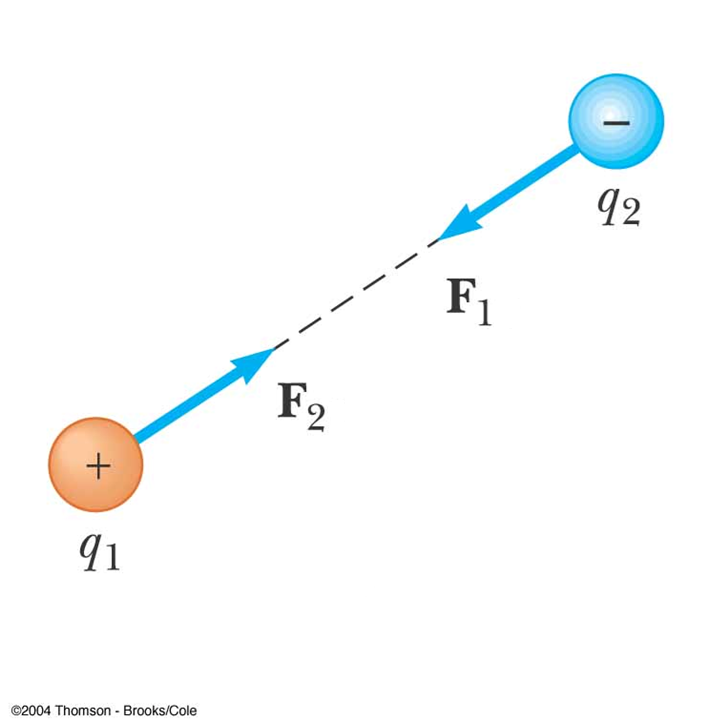 −
q2
F1
F2
+
q1
©2004 Thomson - Brooks/Cole